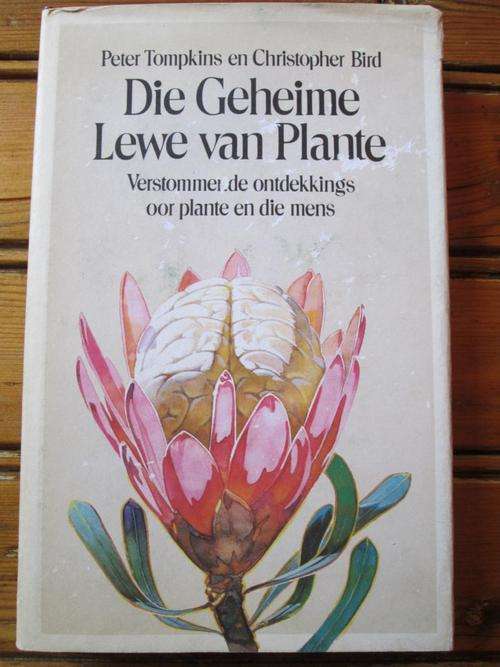 Peter Tompkins en Christopher Bird
Die Geheime
Lewe van Plante
Verstommende ontdekkings
oor plante en die mens